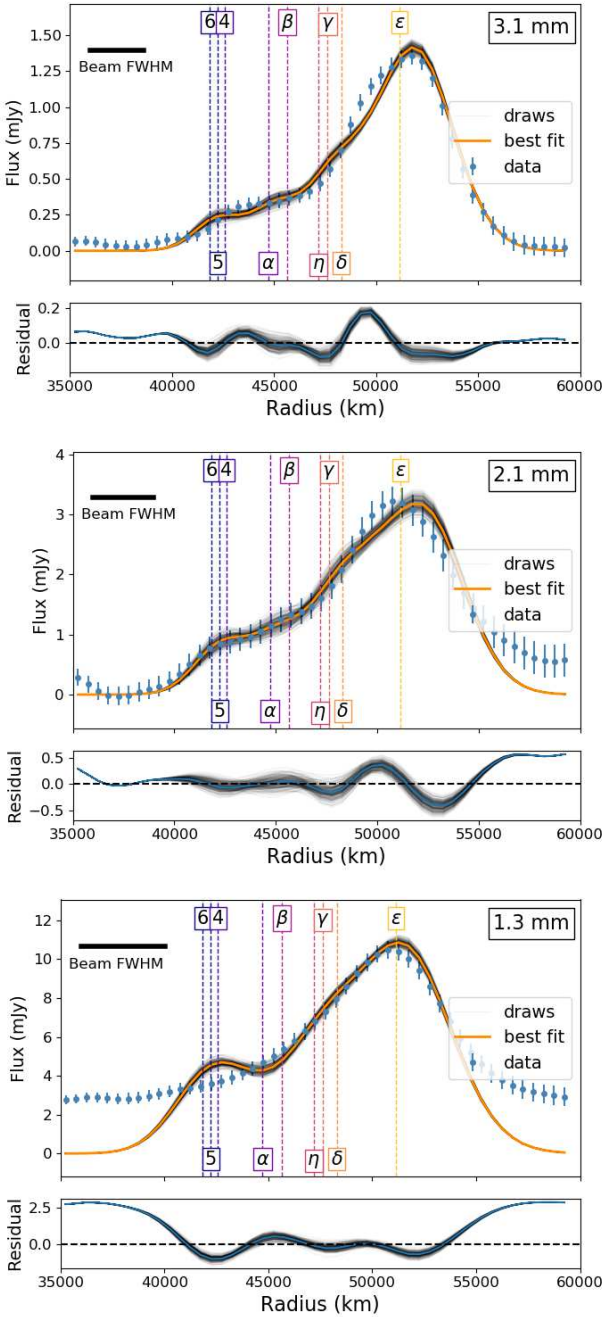 3.1 mm
6 4 β γ ε
Beam FWHM
1.50
1.25
1.00
0.75
0.50
0.25
0.00
Flux (mJy)
draws
best fit
data
5 α η δ
0.2
0.0
Residual
35000 40000 45000 50000 55000 60000
Radius (km)
2.1 mm
6 4 β γ ε
Beam FWHM
4
3
2
1
0
Flux (mJy)
draws
best fit
data
5 α η δ
0.5
0.0
−0.5
Residual
35000 40000 45000 50000 55000 60000
Radius (km)
1.3 mm
6 4 β γ ε
Beam FWHM
12
10
8
6
4
2
0
Flux (mJy)
draws
best fit
data
5 α η δ
2.5
0.0
Residual
35000 40000 45000 50000 55000 60000
Radius (km)